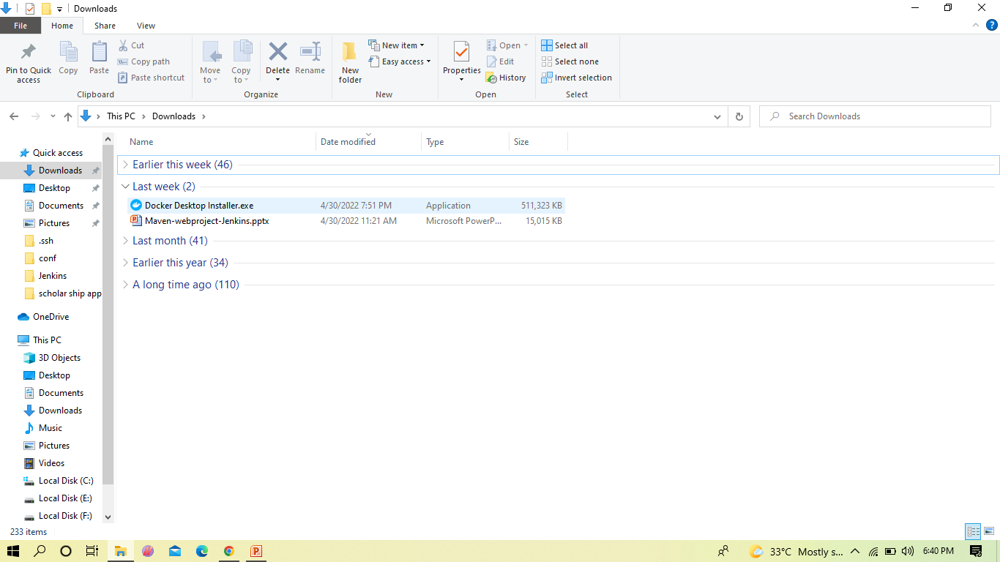 Downloads
File Home Share View
Pin to Quick access
Copy
Paste
Cut
Copy path
Paste shortcut
Clipboard
Move to
Copy to
Delete
Rename
Organize
New folder
New item
Easy access
New
Properties
Open
Edit
History
Open
Select all
Select none
Invert selection
Select
This PC Downloads
Search Downloads
Name Date modified Type Size
Quick access
Downloads
Desktop
Documents
Pictures
.ssh
conf
Jenkins
scholar ship app
OneDrive
This PC
3D Objects
Desktop
Documents
Downloads
Music
Pictures
Videos
Local Disk (C:)
Local Disk (E:)
Local Disk (F:)
Earlier this week (46)
Last week (2)
Docker Desktop Installer.exe 4/30/2022 7:51 PM Application 511,323 KB
Maven-webproject-Jenkins.pptx 4/30/2022 11:21 AM Microsoft PowerP... 15,015 KB
Last month (41)
Earlier this year (34)
A long time ago (110)
233 items
33°C Mostly s... 6:40 PM